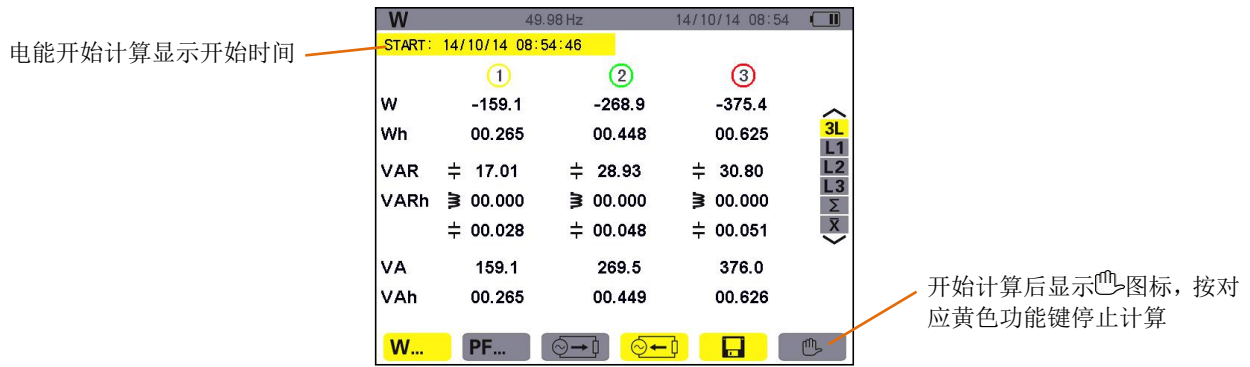 W 49.98 Hz 14/10/14 08:54
电能开始计算显示开始时间
START: 14/10/14 08:54:46
1 2 3
W -159.1 -268.9 -375.4
Wh 00.265 00.448 00.625
VAR 17.01 28.93 30.80
VARh 00.000 00.000 00.000
00.028 00.048 00.051
VA 159.1 269.5 376.0
VAh 00.265 00.449 00.626
3L
L1
L2
L3
Σ
X̄
W... PF...
开始计算后显示图标，按对
应黄色功能键停止计算